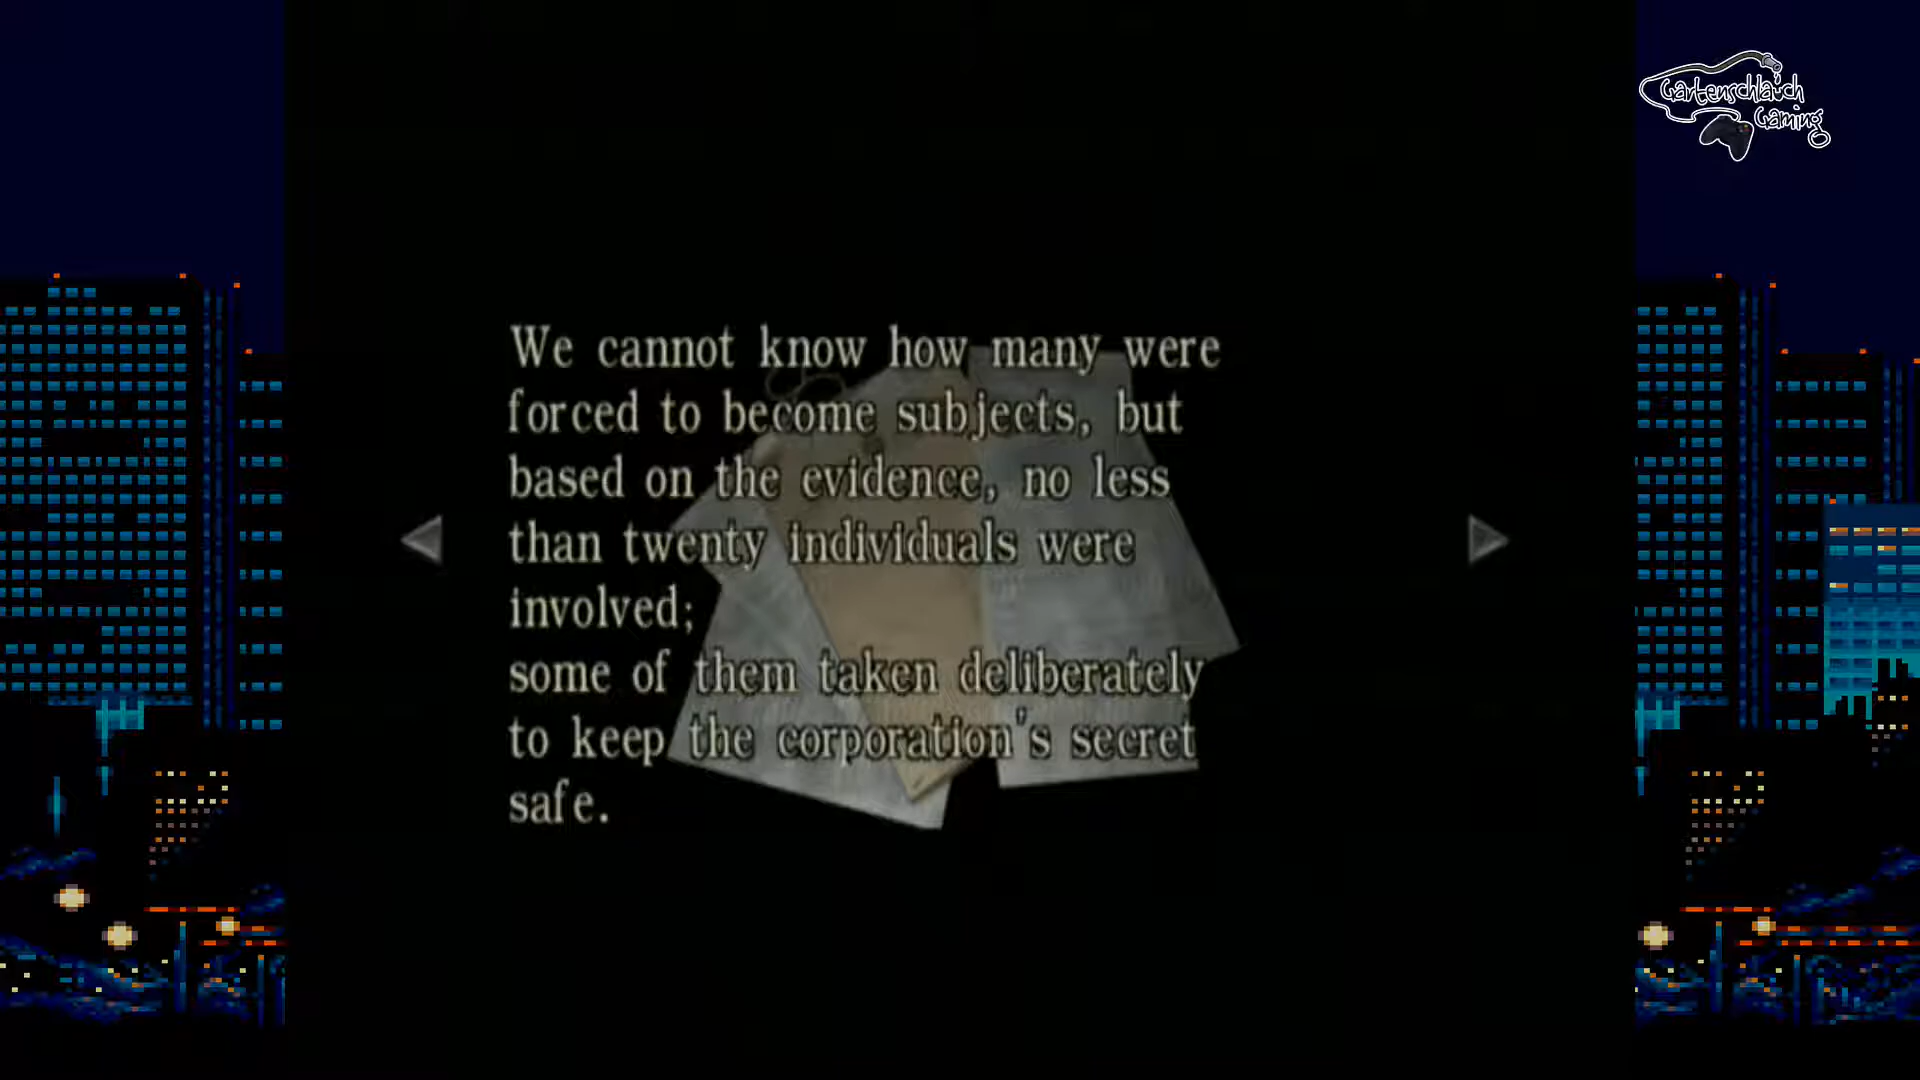 Gartenschlauch
Gaming
We cannot know how many were
forced to become subjects, but
based on the evidence, no less
than twenty individuals were
involved;
some of them taken deliberately
to keep the corporation's secret
safe.